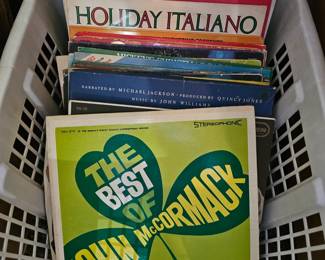 HOLIDAY ITALIANO
NARRATED BY MICHAEL JACKSON · PRODUCED BY QUINCY JONES
MUSIC BY JOHN WILLIAMS
STEREOPHONIC
THE
BEST
OF
JOHN McCORMACK